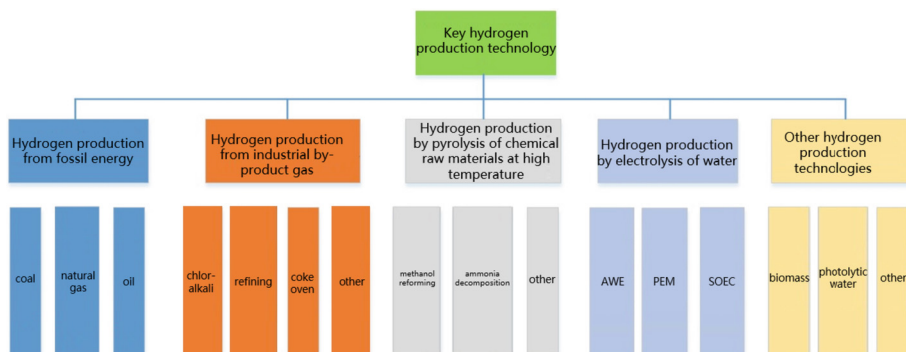 Key hydrogen
production technology
Hydrogen production
from fossil energy
Hydrogen production
from industrial by-
product gas
Hydrogen production
by pyrolysis of chemical
raw materials at high
temperature
Hydrogen production
by electrolysis of water
Other hydrogen
production
technologies
coal
natural
gas
oil
chlor-
alkali
refining
coke
oven
other
methanol
reforming
ammonia
decomposition
other
AWE
PEM
SOEC
biomass
photolytic
water
other